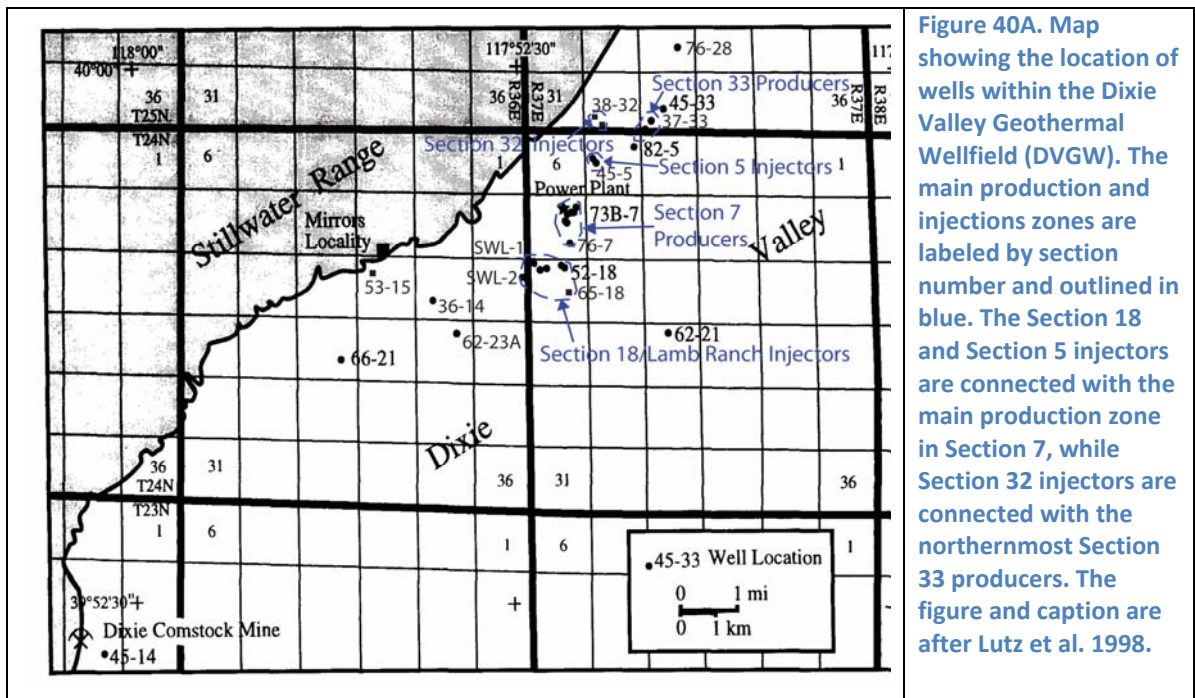 118°00"
40°00"
117°52'30"
117
76-28
Section 33 Producers
36
31
R36E
R37E
36
31
38-32
45-33
36
R37E
R38E
T25N
37-33
T24N
Section 32 Injectors
82-5
1
6
1
6
Section 5 Injectors
1
45-5
Stillwater Range
Power Plant
Mirrors
Locality
73B-7
Section 7
Producers
Valley
SWL-1
76-7
SWL-2
52-18
53-15
65-18
36-14
62-23A
62-21
66-21
Section 18/Lamb Ranch Injectors
Dixie
36
31
36
31
36
T24N
T23N
1
6
1
6
1
45-33 Well Location
0 1 mi
0 1 km
39°52'30"
Dixie Comstock Mine
45-14
Figure 40A. Map
showing the location of
wells within the Dixie
Valley Geothermal
Wellfield (DVGW). The
main production and
injections zones are
labeled by section
number and outlined in
blue. The Section 18
and Section 5 injectors
are connected with the
main production zone
in Section 7, while
Section 32 injectors are
connected with the
northernmost Section
33 producers. The
figure and caption are
after Lutz et al. 1998.